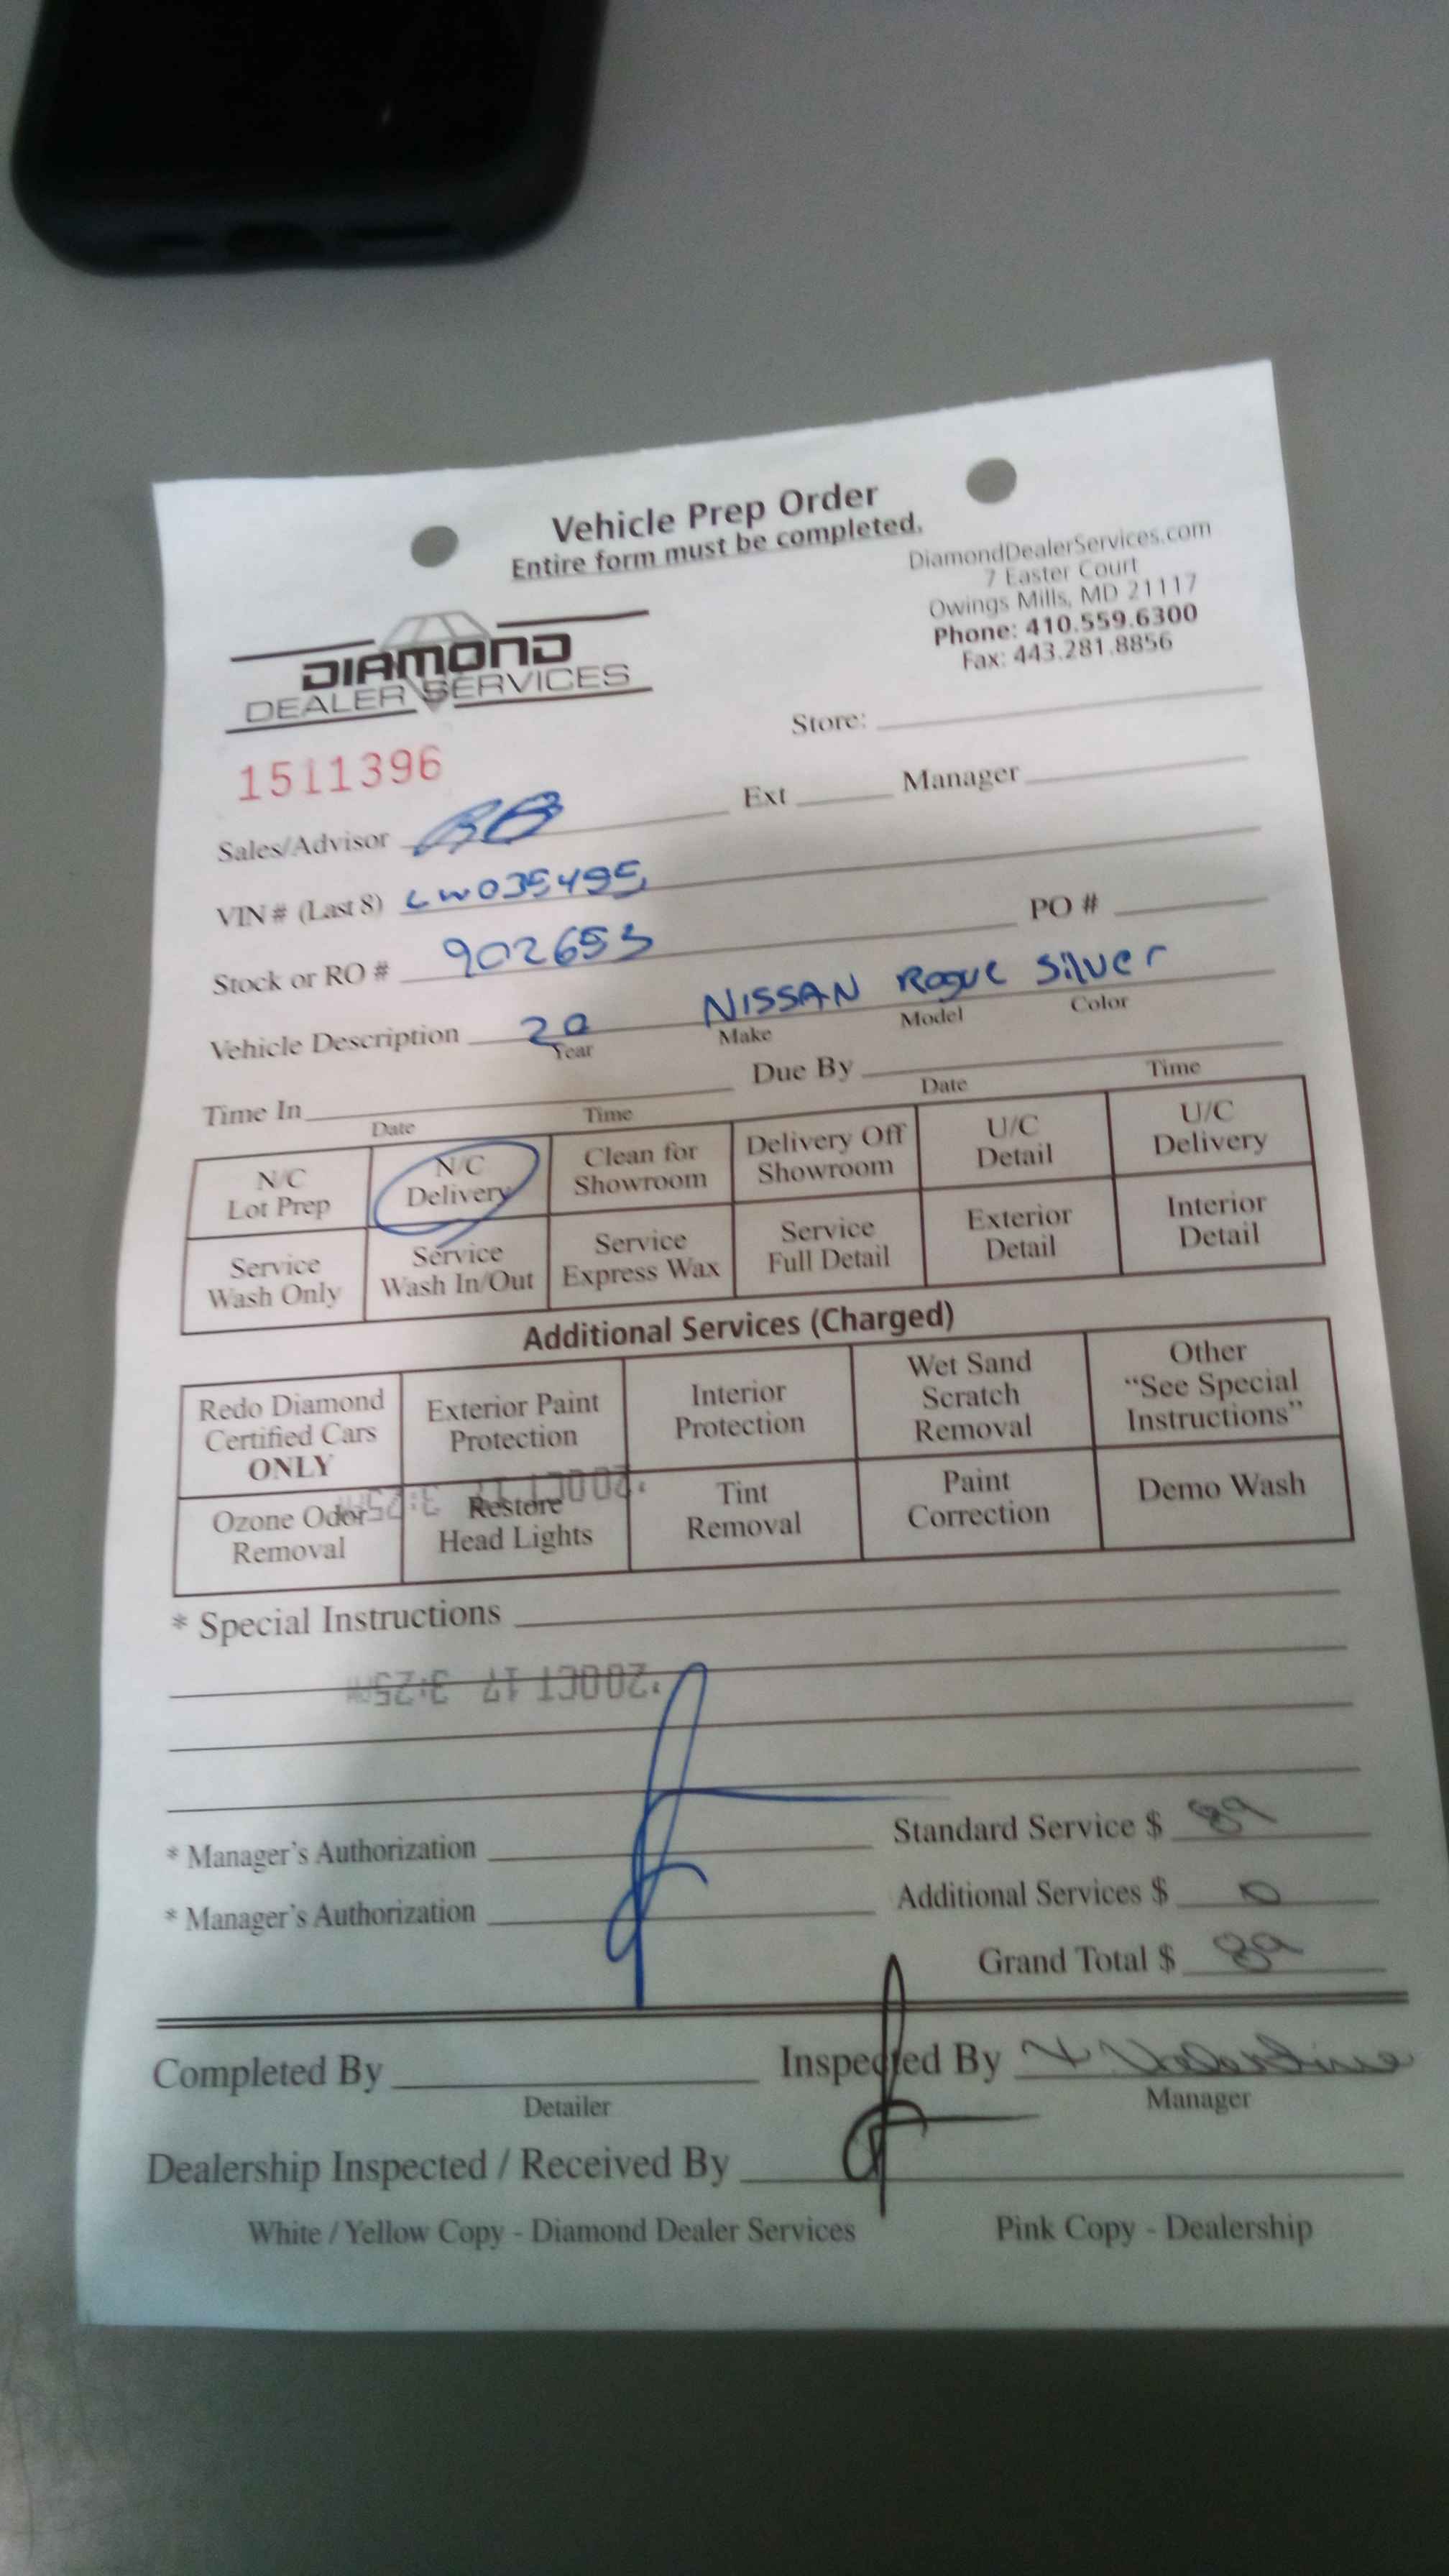 Vehicle Prep Order
Entire form must be completed.
DiamondDealerServices.com
7 Easter Court
Owings Mills, MD 21117
Phone: 410.559.6300
Fax: 443.281.8856
DIAMOND
DEALER SERVICES
Store:
1511396
Sales/Advisor Ext Manager
VIN # (Last 8) LW035495
Stock or RO # 902653 PO #
Vehicle Description 20 NISSAN Rogue Silver
Year Make Model Color
Time In Due By
Date Time Date Time
N/C Lot Prep N/C Delivery Clean for Showroom Delivery Off Showroom U/C Detail U/C Delivery
Service Wash Only Service Wash In/Out Service Express Wax Service Full Detail Exterior Detail Interior Detail
Additional Services (Charged)
Redo Diamond Certified Cars ONLY Exterior Paint Protection Interior Protection Wet Sand Scratch Removal Other "See Special Instructions"
Ozone Odor Removal Restore Head Lights Tint Removal Paint Correction Demo Wash
'20OCT 17 3:25PM
* Special Instructions
'20OCT 17 3:25PM
* Manager's Authorization Standard Service $ 89
* Manager's Authorization Additional Services $ 0
Grand Total $ 89
Completed By Inspected By Valentine
Detailer Manager
Dealership Inspected / Received By
White / Yellow Copy - Diamond Dealer Services Pink Copy - Dealership